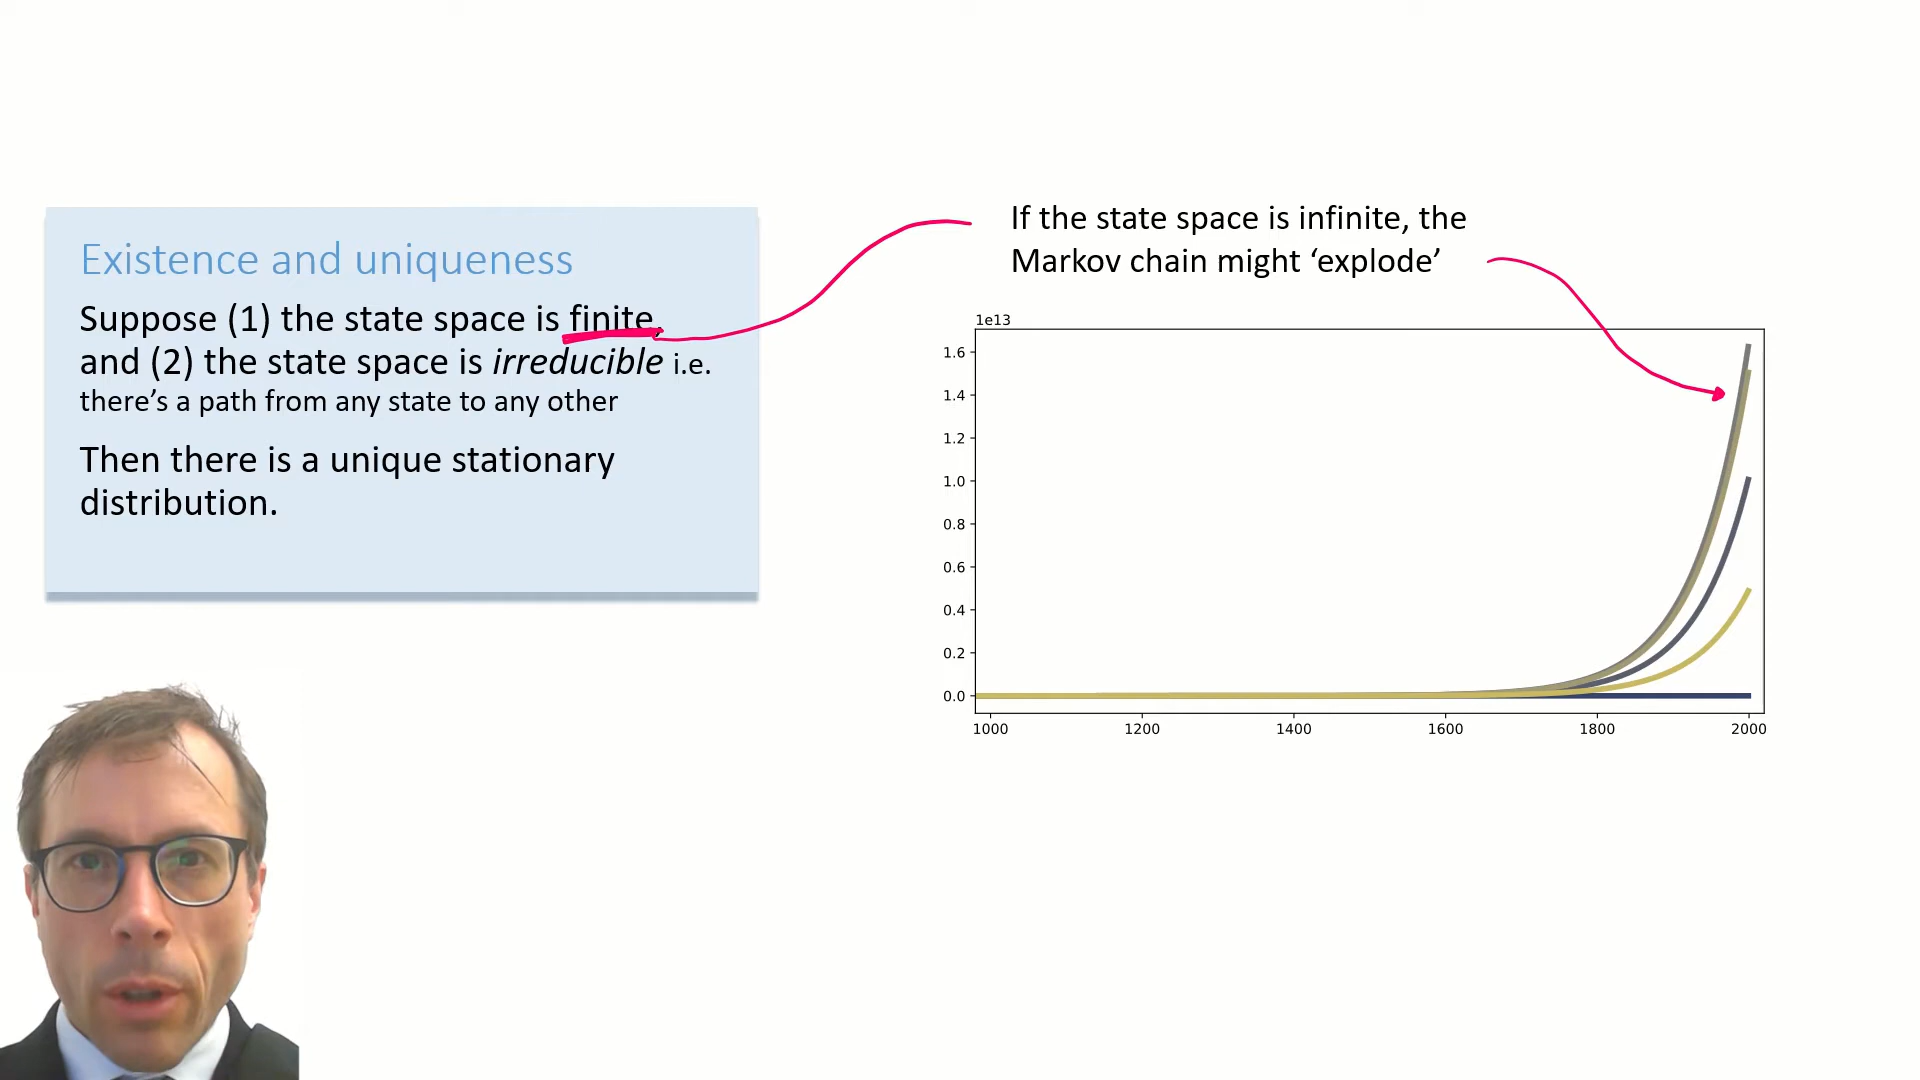 Existence and uniqueness
Suppose (1) the state space is finite,
and (2) the state space is irreducible i.e.
there’s a path from any state to any other
Then there is a unique stationary
distribution.
If the state space is infinite, the
Markov chain might ‘explode’
1e13
1.6
1.4
1.2
1.0
0.8
0.6
0.4
0.2
0.0
1000 1200 1400 1600 1800 2000